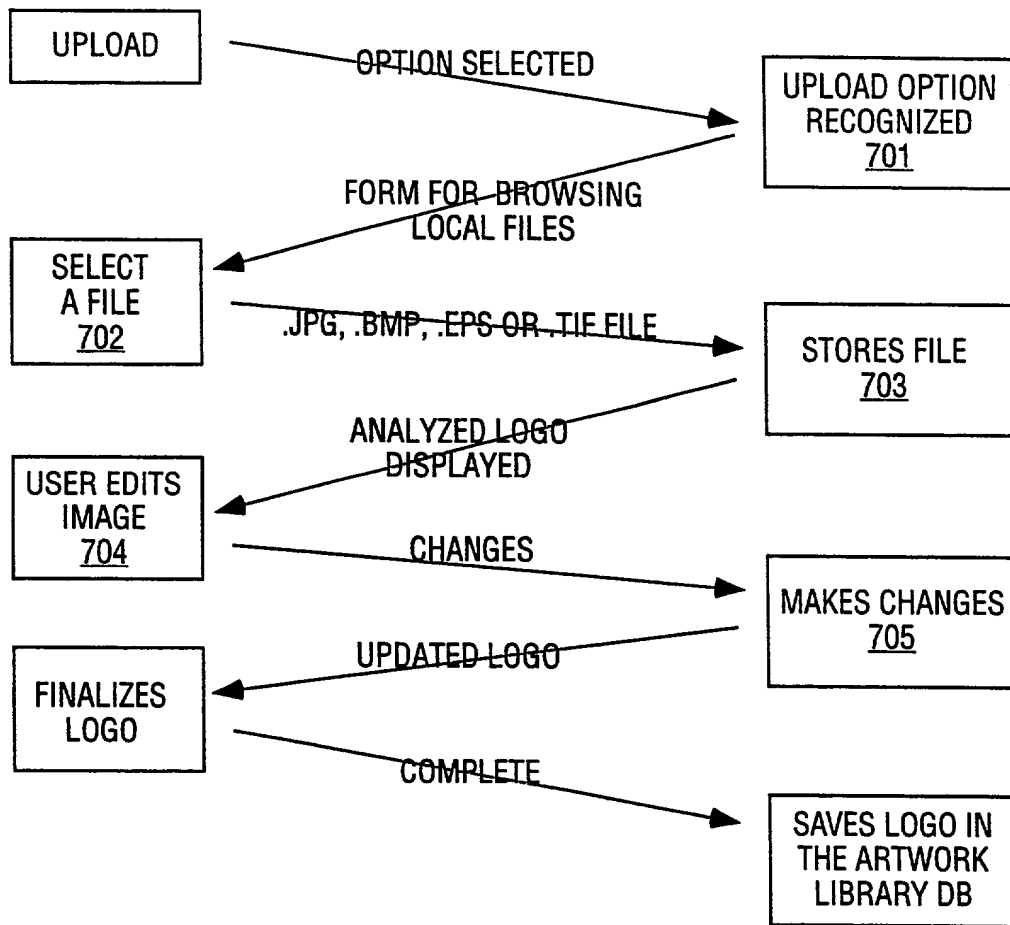 UPLOAD
OPTION SELECTED
UPLOAD OPTION
RECOGNIZED
701
FORM FOR BROWSING
LOCAL FILES
SELECT
A FILE
702
.JPG, .BMP, .EPS OR .TIF FILE
STORES FILE
703
ANALYZED LOGO
DISPLAYED
USER EDITS
IMAGE
704
CHANGES
MAKES CHANGES
705
UPDATED LOGO
FINALIZES
LOGO
COMPLETE
SAVES LOGO IN
THE ARTWORK
LIBRARY DB